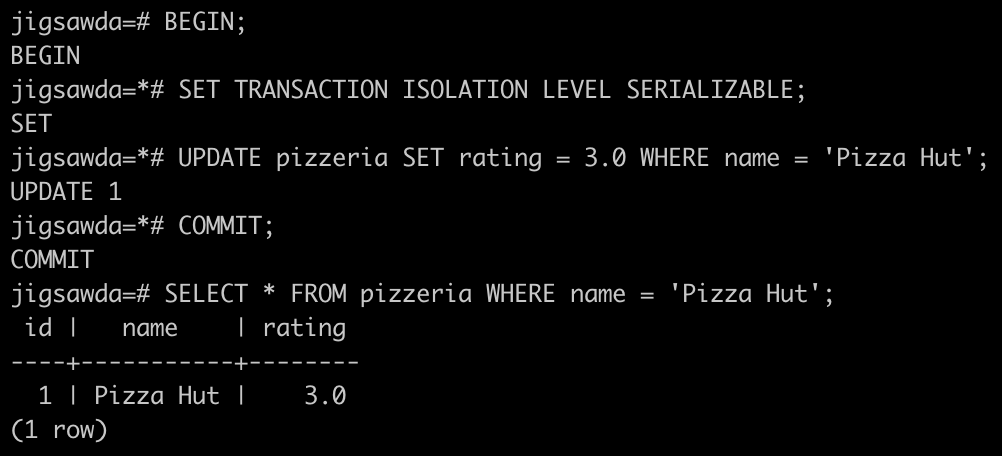 jigsawda=# BEGIN;
BEGIN
jigsawda=*# SET TRANSACTION ISOLATION LEVEL SERIALIZABLE;
SET
jigsawda=*# UPDATE pizzeria SET rating = 3.0 WHERE name = 'Pizza Hut';
UPDATE 1
jigsawda=*# COMMIT;
COMMIT
jigsawda=# SELECT * FROM pizzeria WHERE name = 'Pizza Hut';
 id |   name    | rating
----+-----------+--------
  1 | Pizza Hut |    3.0
(1 row)